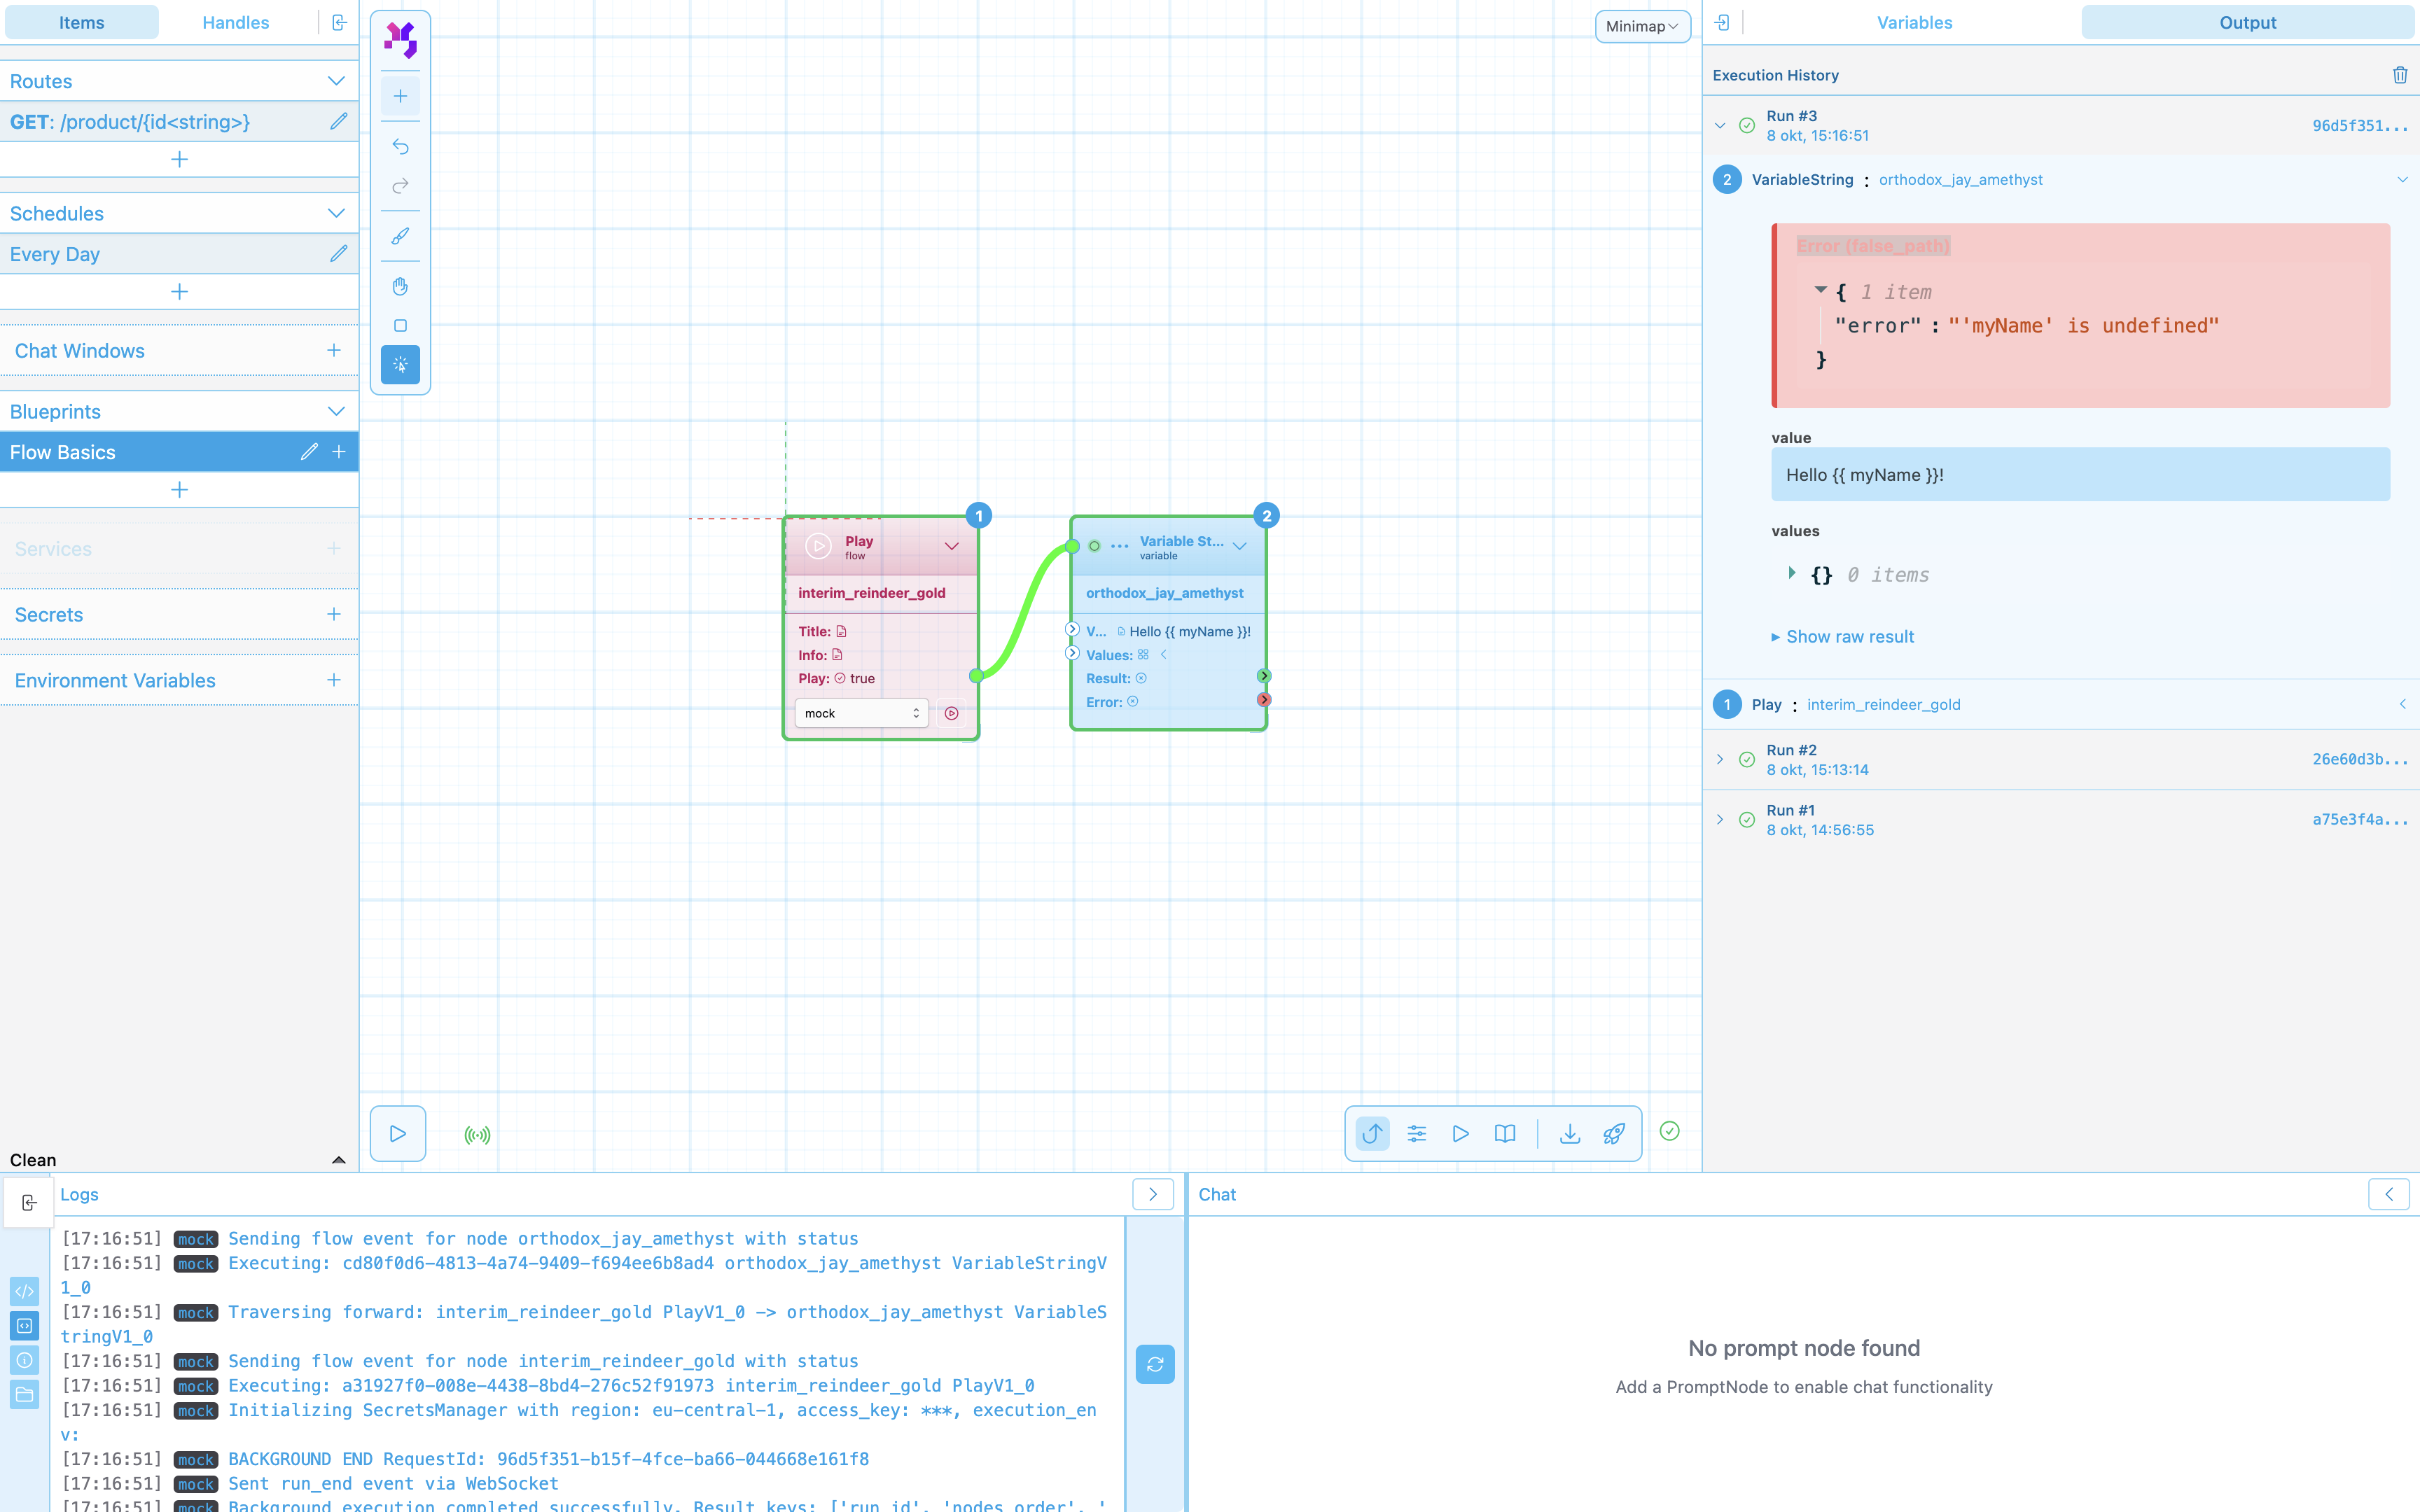 Items
Handles
Routes
GET: /product/{id<string>}
Schedules
Every Day
Chat Windows
Blueprints
Flow Basics
Services
Secrets
Environment Variables
Clean
Minimap
1
Play
flow
interim_reindeer_gold
Title:
Info:
Play: true
mock
2
Variable St...
variable
orthodox_jay_amethyst
V... Hello {{ myName }}!
Values:
Result:
Error:
Variables
Output
Execution History
Run #3
8 okt, 15:16:51
96d5f351...
2 VariableString : orthodox_jay_amethyst
Error (false_path)
{ 1 item
"error" : "'myName' is undefined"
}
value
Hello {{ myName }}!
values
{} 0 items
Show raw result
1 Play : interim_reindeer_gold
Run #2
8 okt, 15:13:14
26e60d3b...
Run #1
8 okt, 14:56:55
a75e3f4a...
Logs
[17:16:51] mock Sending flow event for node orthodox_jay_amethyst with status
[17:16:51] mock Executing: cd80f0d6-4813-4a74-9409-f694ee6b8ad4 orthodox_jay_amethyst VariableStringV
1_0
[17:16:51] mock Traversing forward: interim_reindeer_gold PlayV1_0 -> orthodox_jay_amethyst VariableS
tringV1_0
[17:16:51] mock Sending flow event for node interim_reindeer_gold with status
[17:16:51] mock Executing: a31927f0-008e-4438-8bd4-276c52f91973 interim_reindeer_gold PlayV1_0
[17:16:51] mock Initializing SecretsManager with region: eu-central-1, access_key: ***, execution_en
v:
[17:16:51] mock BACKGROUND END RequestId: 96d5f351-b15f-4fce-ba66-044668e161f8
[17:16:51] mock Sent run_end event via WebSocket
[17:16:51] mock Background execution completed successfully. Result keys: ['run_id', 'nodes_order', '
Chat
No prompt node found
Add a PromptNode to enable chat functionality